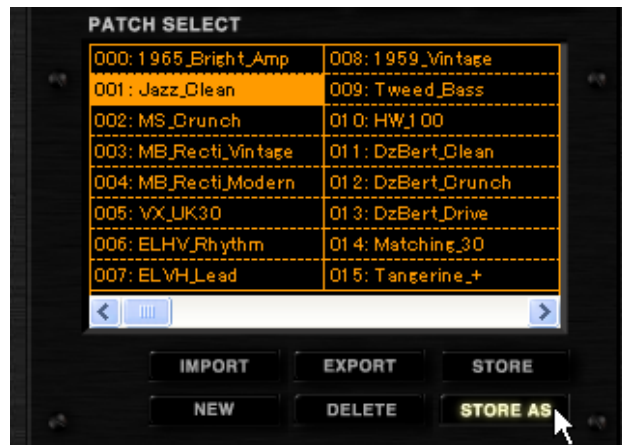 PATCH SELECT
000: 1965_Bright_Amp
001: Jazz_Clean
002: MS_Crunch
003: MB_Recti_Vintage
004: MB_Recti_Modern
005: VX_UK30
006: ELHV_Rhythm
007: ELVH_Lead
008: 1959_Vintage
009: Tweed_Bass
010: HW_100
011: DzBert_Clean
012: DzBert_Crunch
013: DzBert_Drive
014: Matching_30
015: Tangerine_+
IMPORT EXPORT STORE
NEW DELETE STORE AS